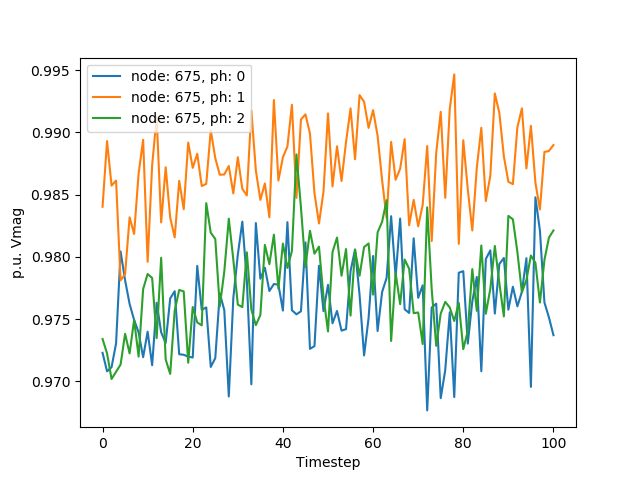 node: 675, ph: 0
node: 675, ph: 1
node: 675, ph: 2
0.995
0.990
0.985
0.980
0.975
0.970
p.u. Vmag
0
20
40
60
80
100
Timestep